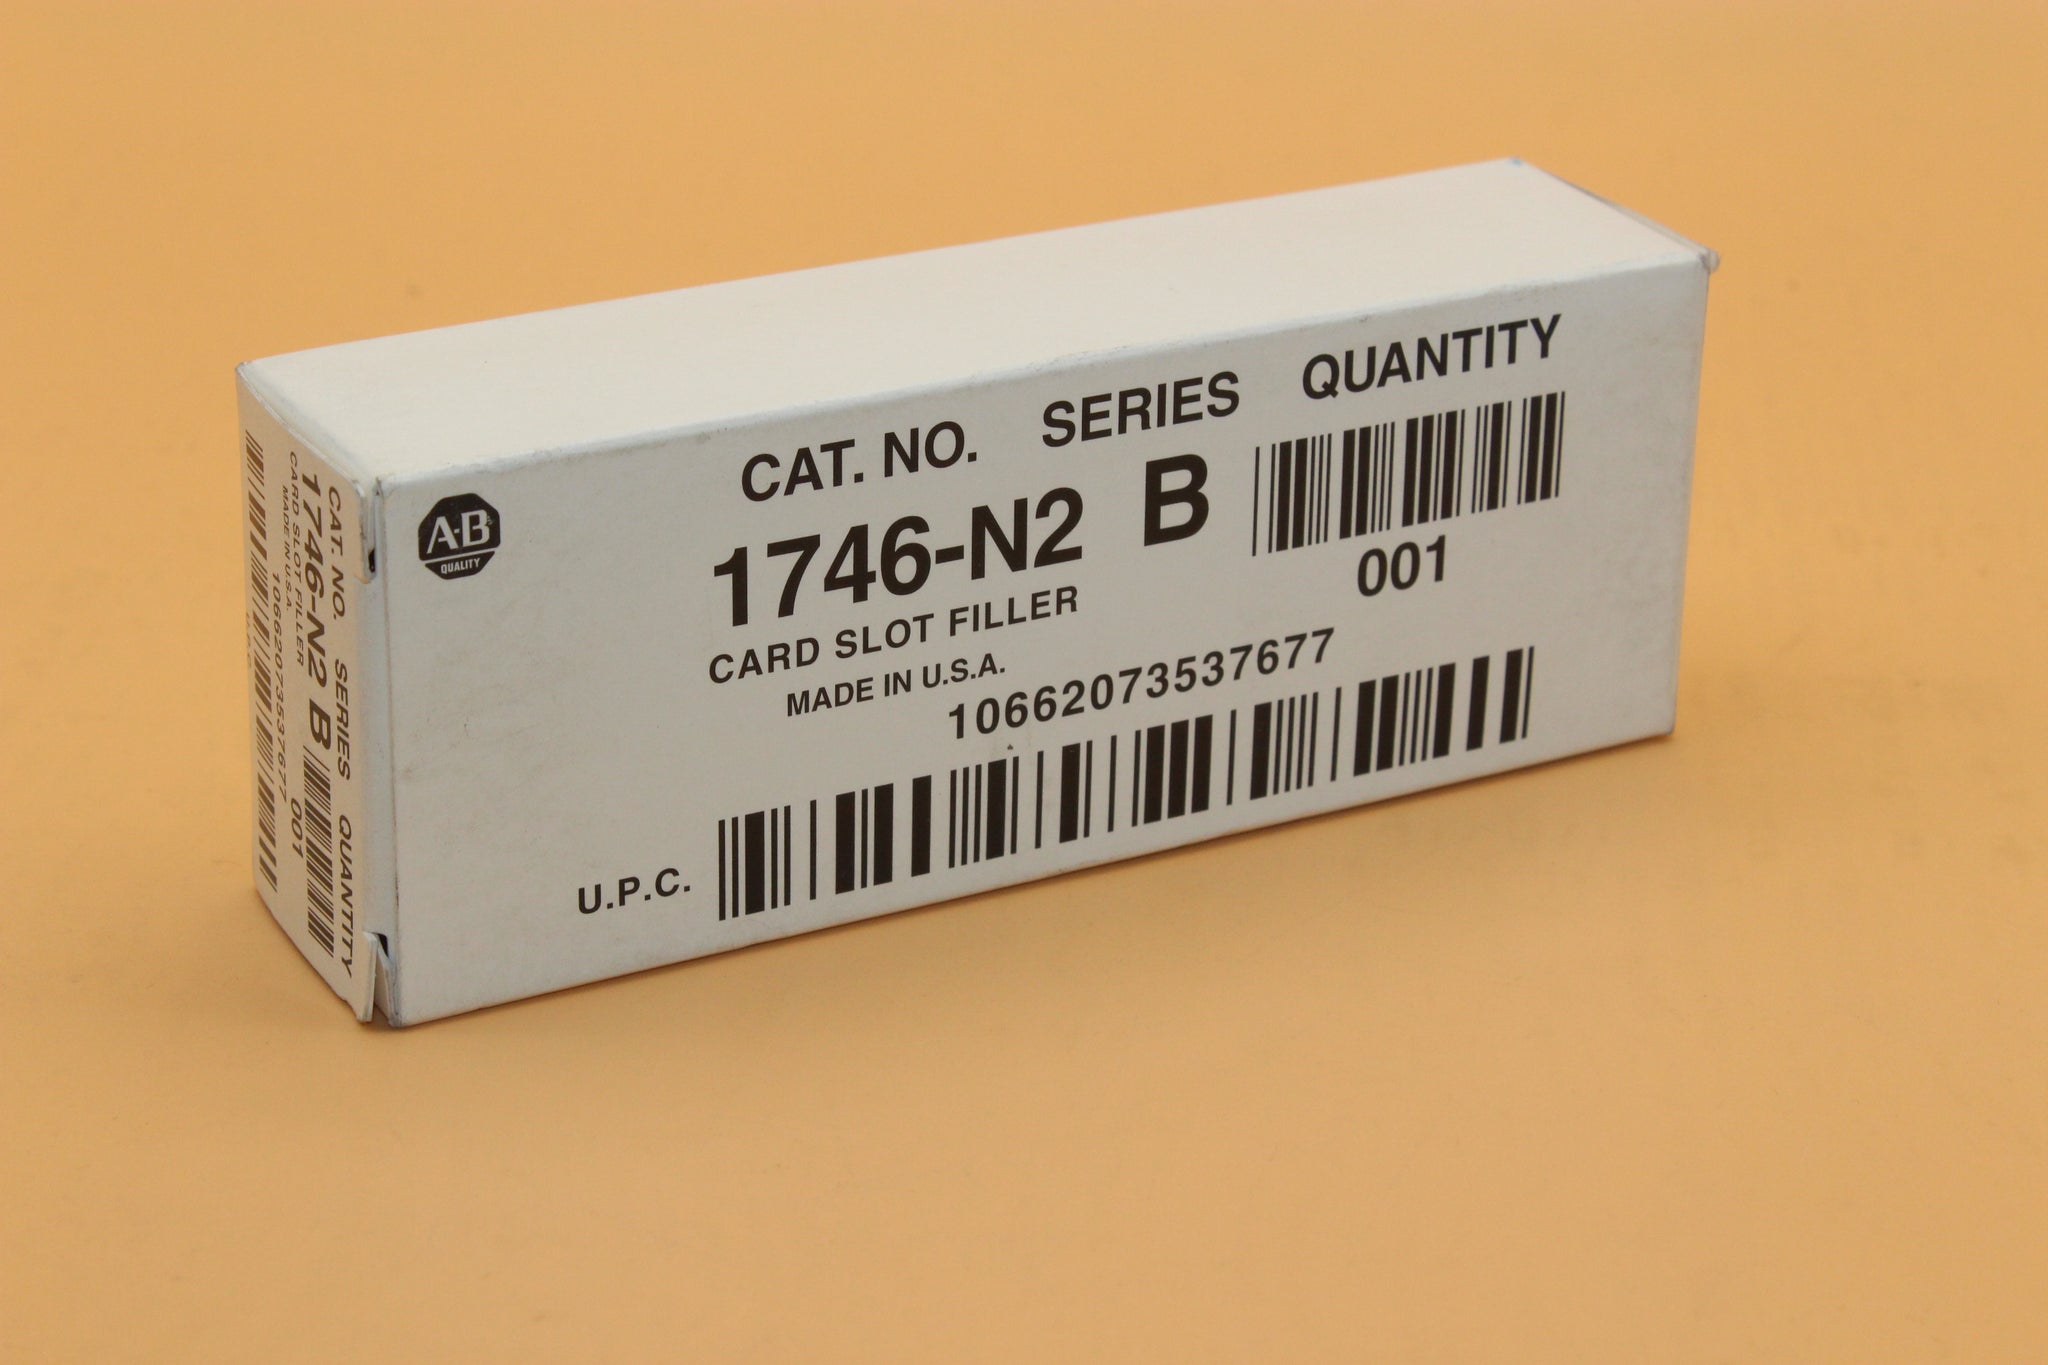 CAT. NO. SERIES QUANTITY
1746-N2 B
001
CARD SLOT FILLER
MADE IN U.S.A.
10662073537677
U.P.C.
A-B
QUALITY
CAT. NO. SERIES QUANTITY
1746-N2 B
001
CARD SLOT FILLER
MADE IN U.S.A.
10662073537677
U.P.C.